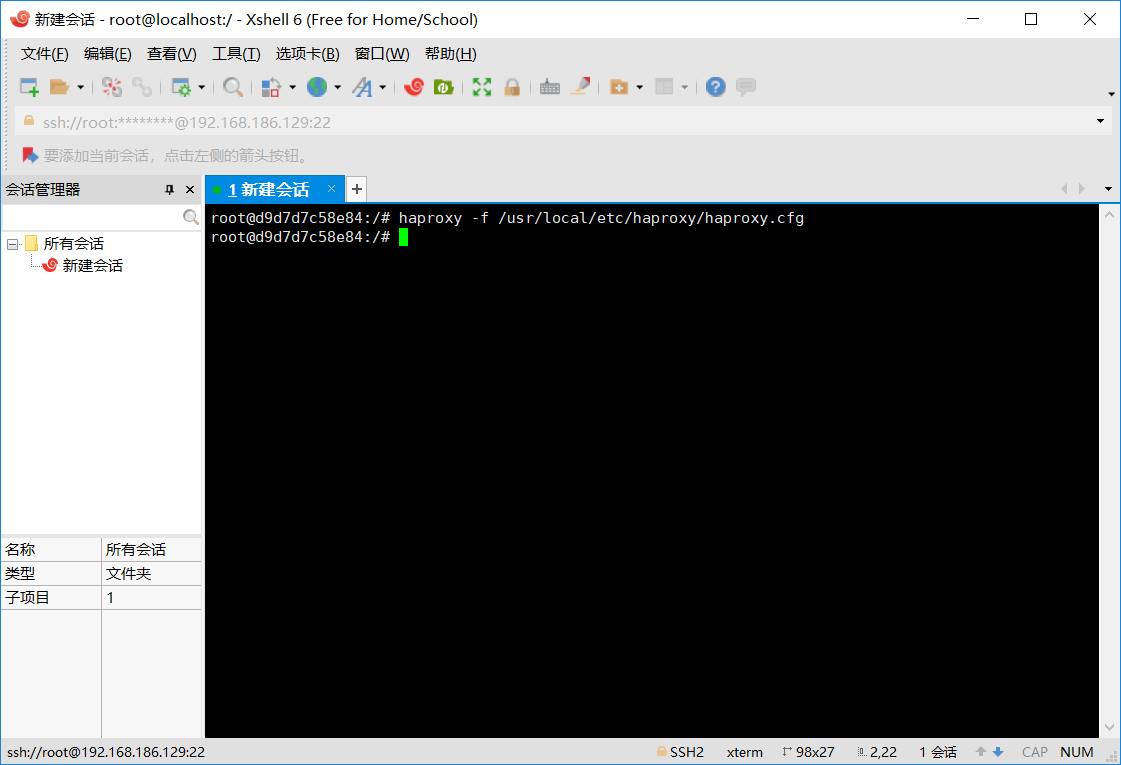 新建会话 - root@localhost:/ - Xshell 6 (Free for Home/School)
文件(F) 编辑(E) 查看(V) 工具(T) 选项卡(B) 窗口(W) 帮助(H)
ssh://root:********@192.168.186.129:22
要添加当前会话，点击左侧的箭头按钮。
会话管理器
1 新建会话
+
root@d9d7d7c58e84:/# haproxy -f /usr/local/etc/haproxy/haproxy.cfg
root@d9d7d7c58e84:/#
所有会话
新建会话
名称 所有会话
类型 文件夹
子项目 1
ssh://root@192.168.186.129:22 SSH2 xterm 98x27 2,22 1 会话 CAP NUM